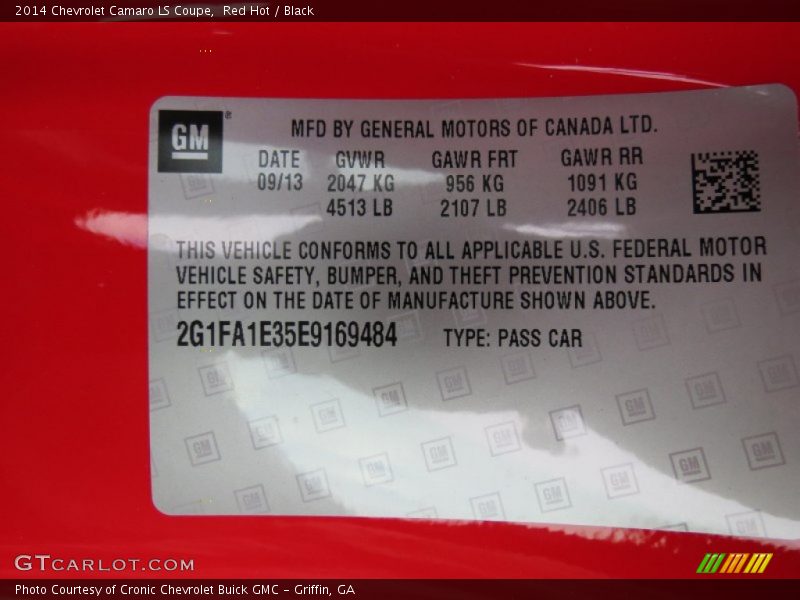 2014 Chevrolet Camaro LS Coupe,  Red Hot / Black
GM ®
MFD BY GENERAL MOTORS OF CANADA LTD.
DATE GVWR GAWR FRT GAWR RR
09/13 2047 KG 956 KG 1091 KG
4513 LB 2107 LB 2406 LB
THIS VEHICLE CONFORMS TO ALL APPLICABLE U.S. FEDERAL MOTOR
VEHICLE SAFETY, BUMPER, AND THEFT PREVENTION STANDARDS IN
EFFECT ON THE DATE OF MANUFACTURE SHOWN ABOVE.
2G1FA1E35E9169484 TYPE: PASS CAR
GTCARLOT.COM
Photo Courtesy of Cronic Chevrolet Buick GMC – Griffin, GA